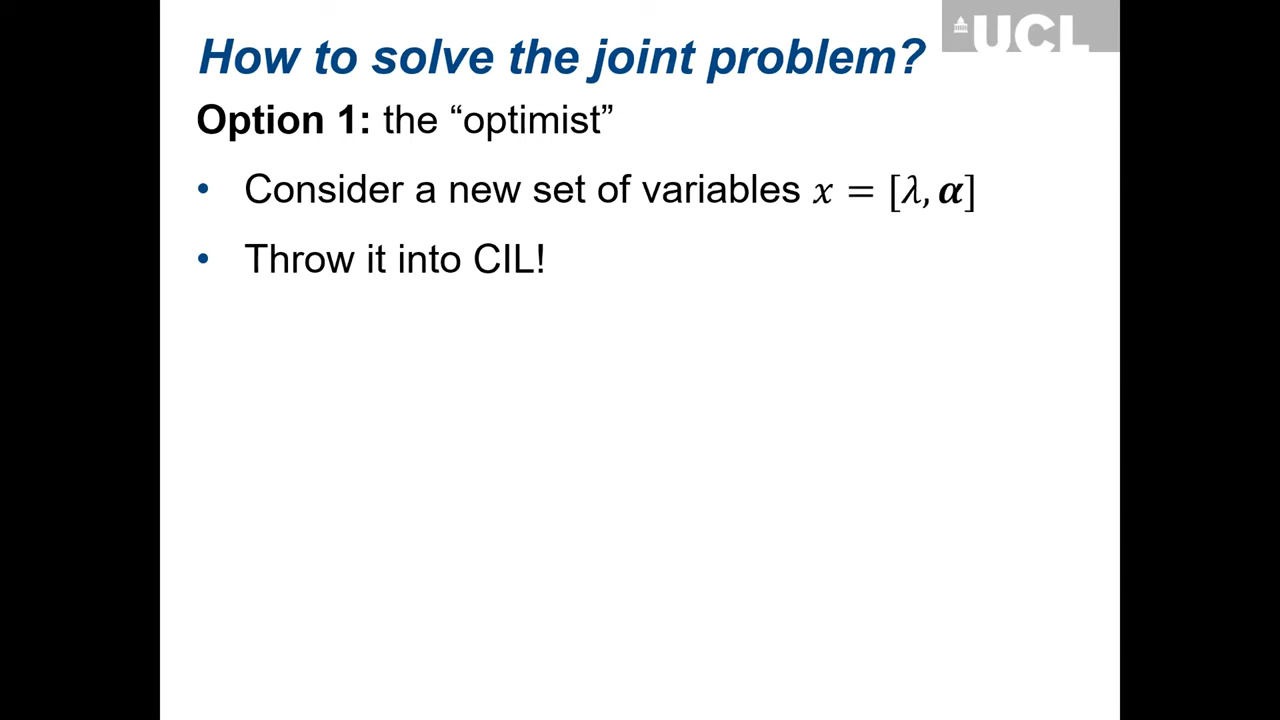 UCL
How to solve the joint problem?
Option 1: the “optimist”
• Consider a new set of variables 𝑥 = [𝜆, 𝜶]
• Throw it into CIL!